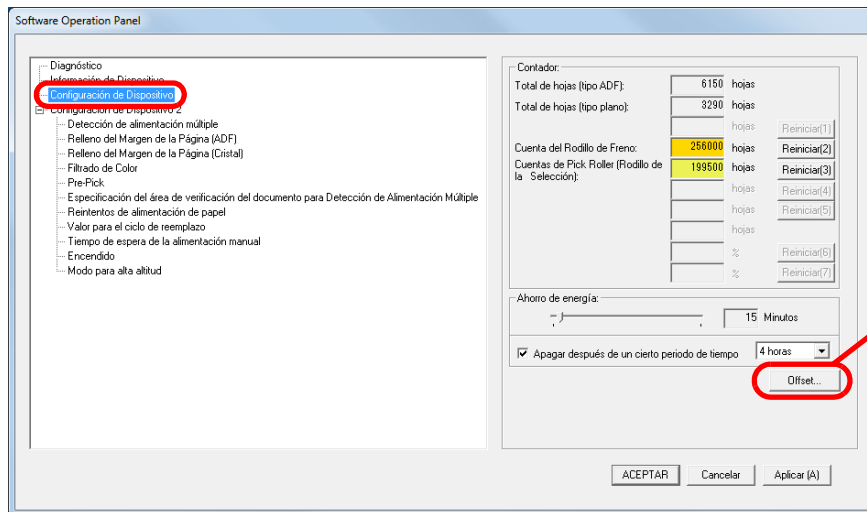 Software Operation Panel
Diagnóstico
Información de Dispositivo
Configuración de Dispositivo
Configuración de Dispositivo 2
Detección de alimentación múltiple
Relleno del Margen de la Página (ADF)
Relleno del Margen de la Página (Cristal)
Filtrado de Color
Pre-Pick
Especificación del área de verificación del documento para Detección de Alimentación Múltiple
Reintentos de alimentación de papel
Valor para el ciclo de reemplazo
Tiempo de espera de la alimentación manual
Encendido
Modo para alta altitud
Contador:
Total de hojas (tipo ADF): 6150 hojas
Total de hojas (tipo plano): 3290 hojas
hojas Reiniciar(1)
Cuenta del Rodillo de Freno: 256000 hojas Reiniciar(2)
Cuentas de Pick Roller (Rodillo de 199500 hojas Reiniciar(3)
la Selección):
hojas Reiniciar(4)
hojas Reiniciar(5)
hojas
% Reiniciar(6)
% Reiniciar(7)
Ahorro de energía:
15 Minutos
Apagar después de un cierto periodo de tiempo 4 horas
Offset...
ACEPTAR Cancelar Aplicar (A)